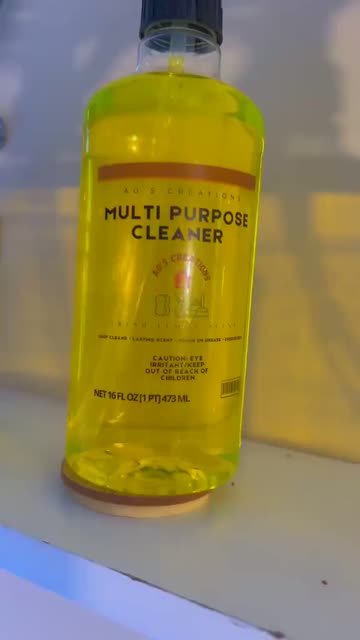 AG'S CREATIONS
MULTI PURPOSE
CLEANER
AG'S CREATIONS
CAUTION: EYE
IRRITANT/KEEP
OUT OF REACH OF
CHILDREN
NET 16 FL OZ (1 PT) 473 ML